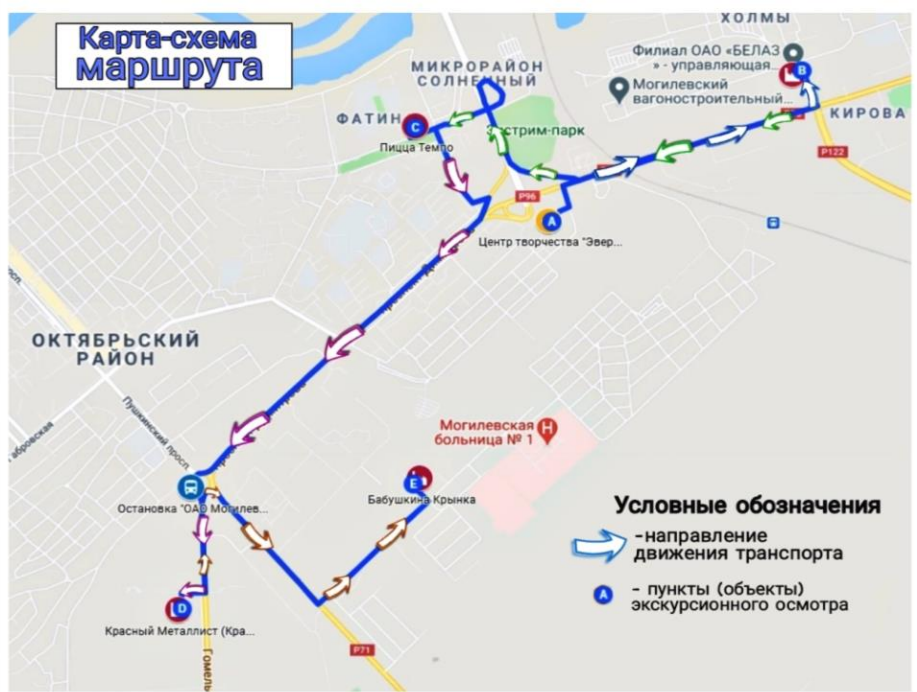 Карта-схема
маршрута
ХОЛМЫ
Филиал ОАО «БЕЛАЗ
» - управляющая...
МИКРОРАЙОН
СОЛНЕЧНЫЙ
Могилевский
вагоностроительный...
B
КИРОВА
ФАТИН
C
Пицца Темпо
Экстрим-парк
P122
P96
A
Центр творчества "Эвер...
просп.
ОКТЯБРЬСКИЙ
РАЙОН
Пушкинский просп.
Могилевская
больница № 1
H
E
Бабушкина Крынка
Остановка "ОАО Могилев...
Условные обозначения
-направление
движения транспорта
A
- пункты (объекты)
экскурсионного осмотра
D
Красный Металлист (Кра...
P71
Гомель